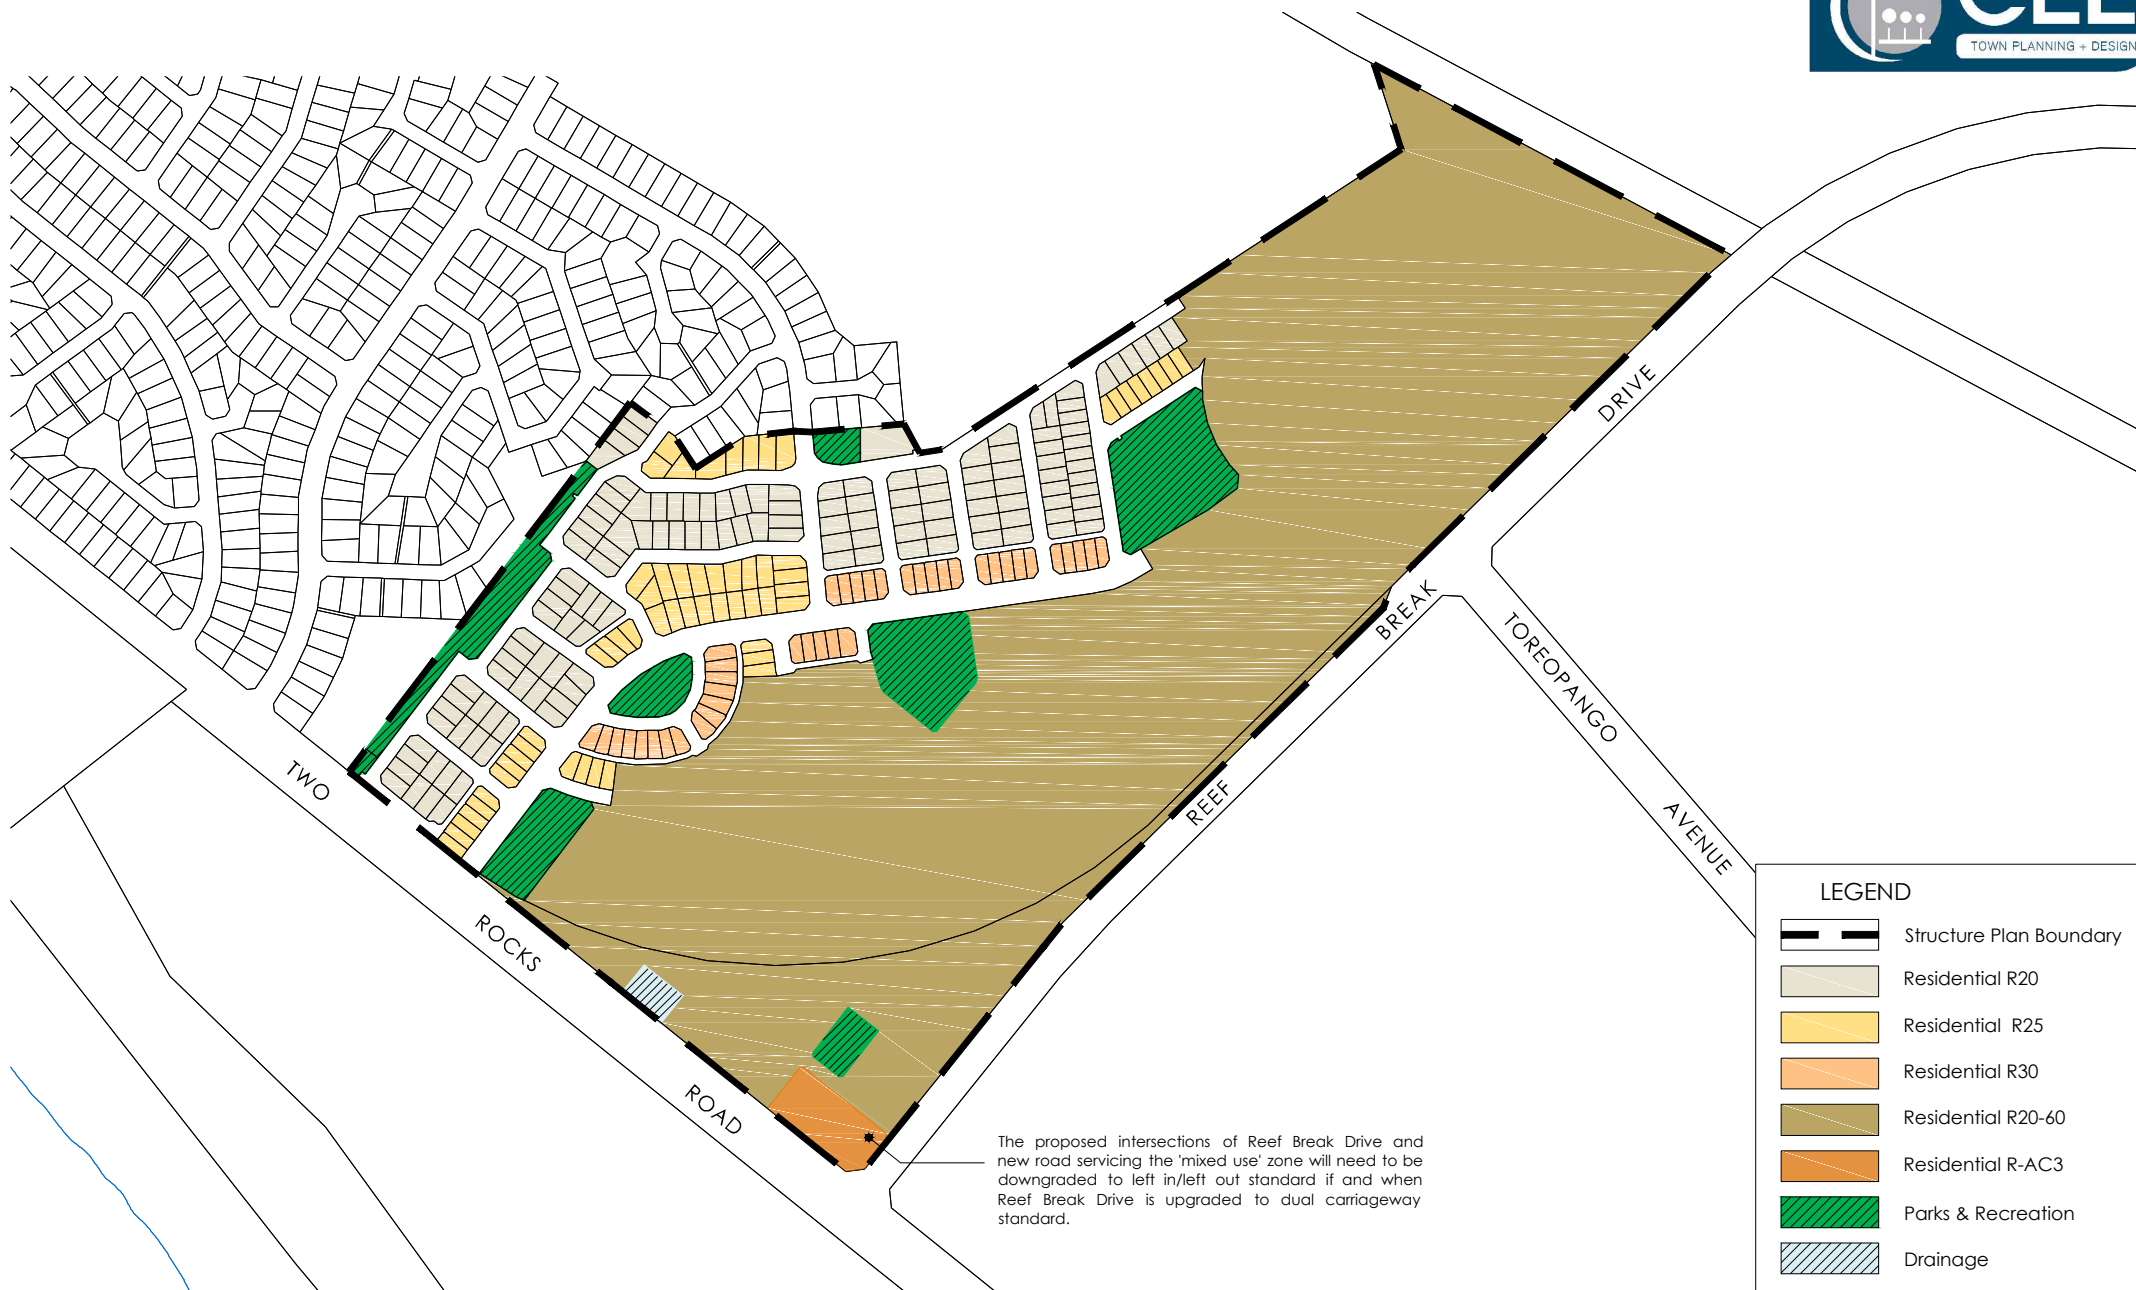 TOWN PLANNING + DESIGN
DRIVE
BREAK
REEF
TOREOPANGO
AVENUE
TWO
ROCKS
ROAD
The proposed intersections of Reef Break Drive and
new road servicing the 'mixed use' zone will need to be
downgraded to left in/left out standard if and when
Reef Break Drive is upgraded to dual carriageway
standard.
LEGEND
Structure Plan Boundary
Residential R20
Residential R25
Residential R30
Residential R20-60
Residential R-AC3
Parks & Recreation
Drainage